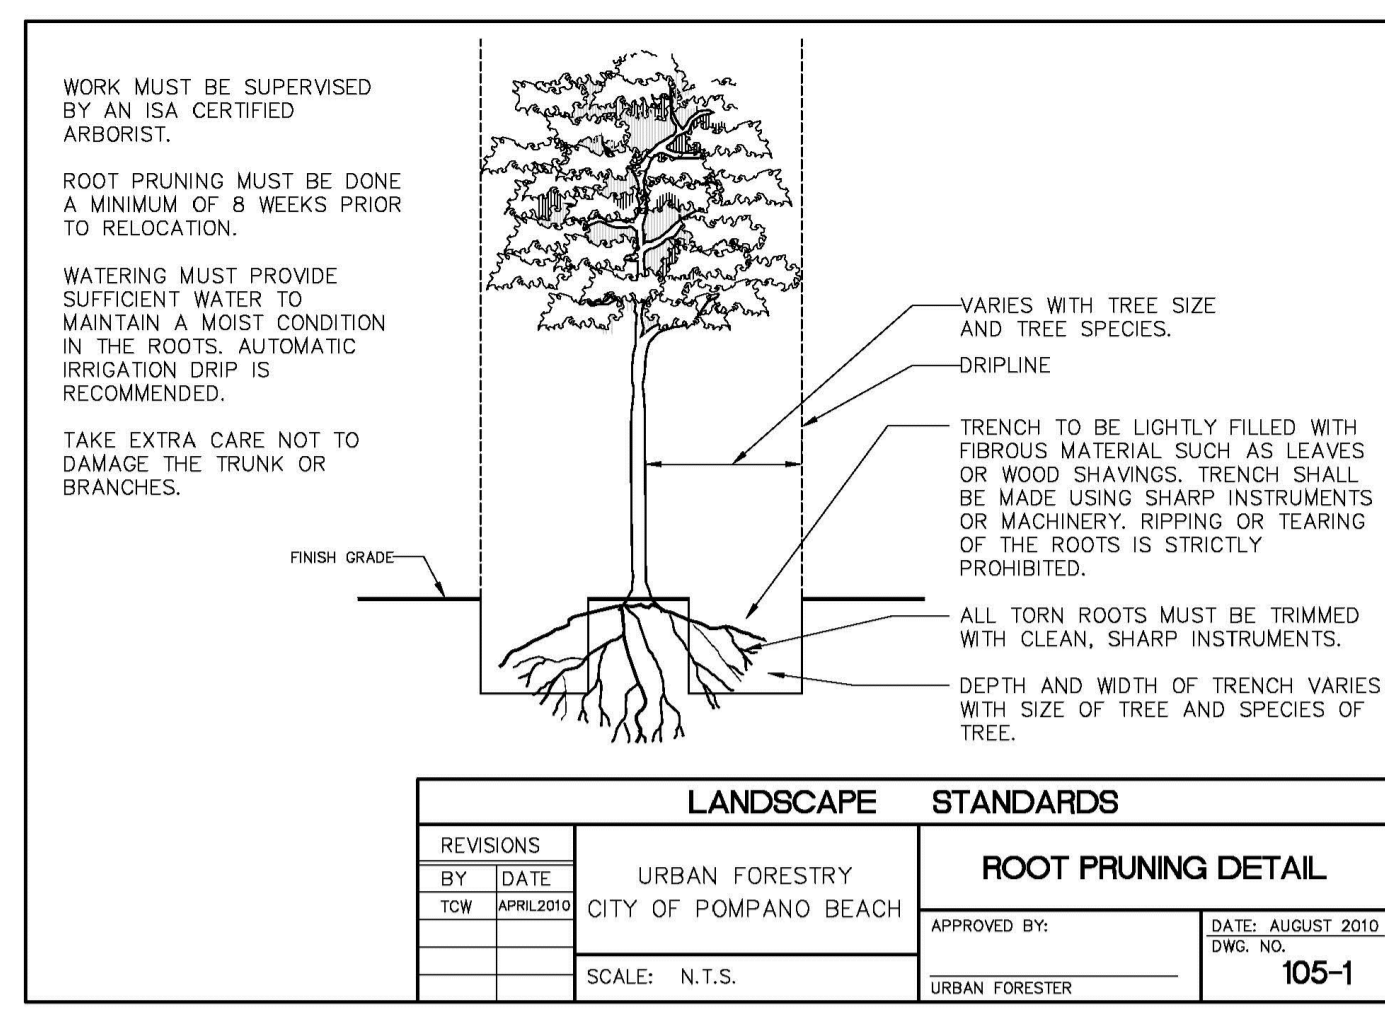 WORK MUST BE SUPERVISED
BY AN ISA CERTIFIED
ARBORIST.
ROOT PRUNING MUST BE DONE
A MINIMUM OF 8 WEEKS PRIOR
TO RELOCATION.
WATERING MUST PROVIDE
SUFFICIENT WATER TO
MAINTAIN A MOIST CONDITION
IN THE ROOTS. AUTOMATIC
IRRIGATION DRIP IS
RECOMMENDED.
TAKE EXTRA CARE NOT TO
DAMAGE THE TRUNK OR
BRANCHES.
FINISH GRADE
VARIES WITH TREE SIZE
AND TREE SPECIES.
DRIPLINE
TRENCH TO BE LIGHTLY FILLED WITH
FIBROUS MATERIAL SUCH AS LEAVES
OR WOOD SHAVINGS. TRENCH SHALL
BE MADE USING SHARP INSTRUMENTS
OR MACHINERY. RIPPING OR TEARING
OF THE ROOTS IS STRICTLY
PROHIBITED.
ALL TORN ROOTS MUST BE TRIMMED
WITH CLEAN, SHARP INSTRUMENTS.
DEPTH AND WIDTH OF TRENCH VARIES
WITH SIZE OF TREE AND SPECIES OF
TREE.
LANDSCAPE STANDARDS
REVISIONS
BY DATE
TCW APRIL2010
URBAN FORESTRY
CITY OF POMPANO BEACH
SCALE: N.T.S.
ROOT PRUNING DETAIL
APPROVED BY:
URBAN FORESTER
DATE: AUGUST 2010
DWG. NO.
105-1